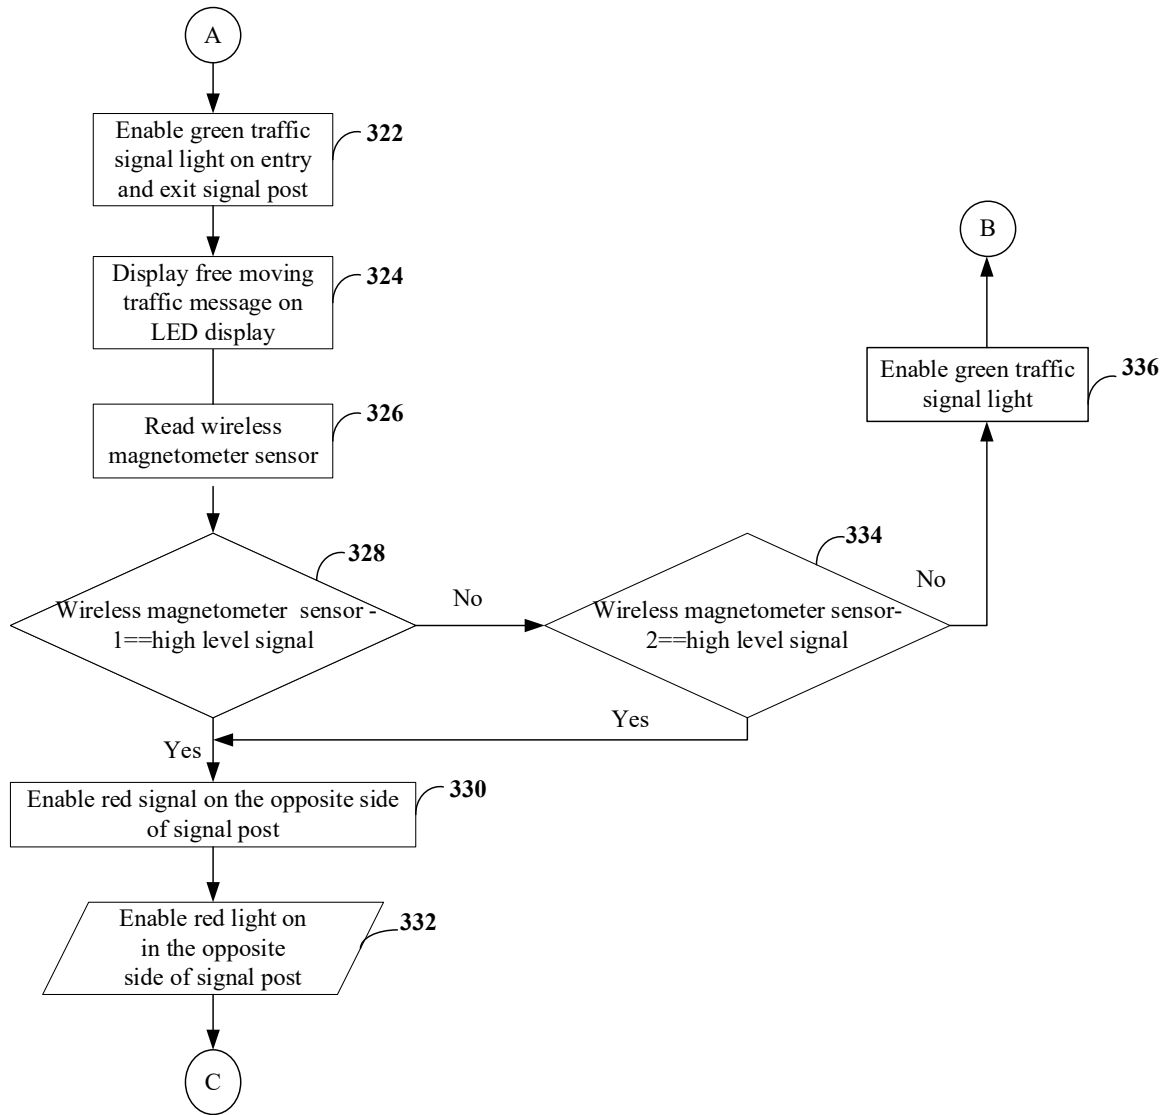 A
Enable green traffic
signal light on entry
and exit signal post
322
Display free moving
traffic message on
LED display
324
Read wireless
magnetometer sensor
326
Wireless magnetometer  sensor -
1==high level signal
328
No
Yes
Wireless magnetometer sensor-
2==high level signal
334
No
Yes
Enable green traffic
signal light
336
B
Enable red signal on the opposite side
of signal post
330
Enable red light on
in the opposite
side of signal post
332
C